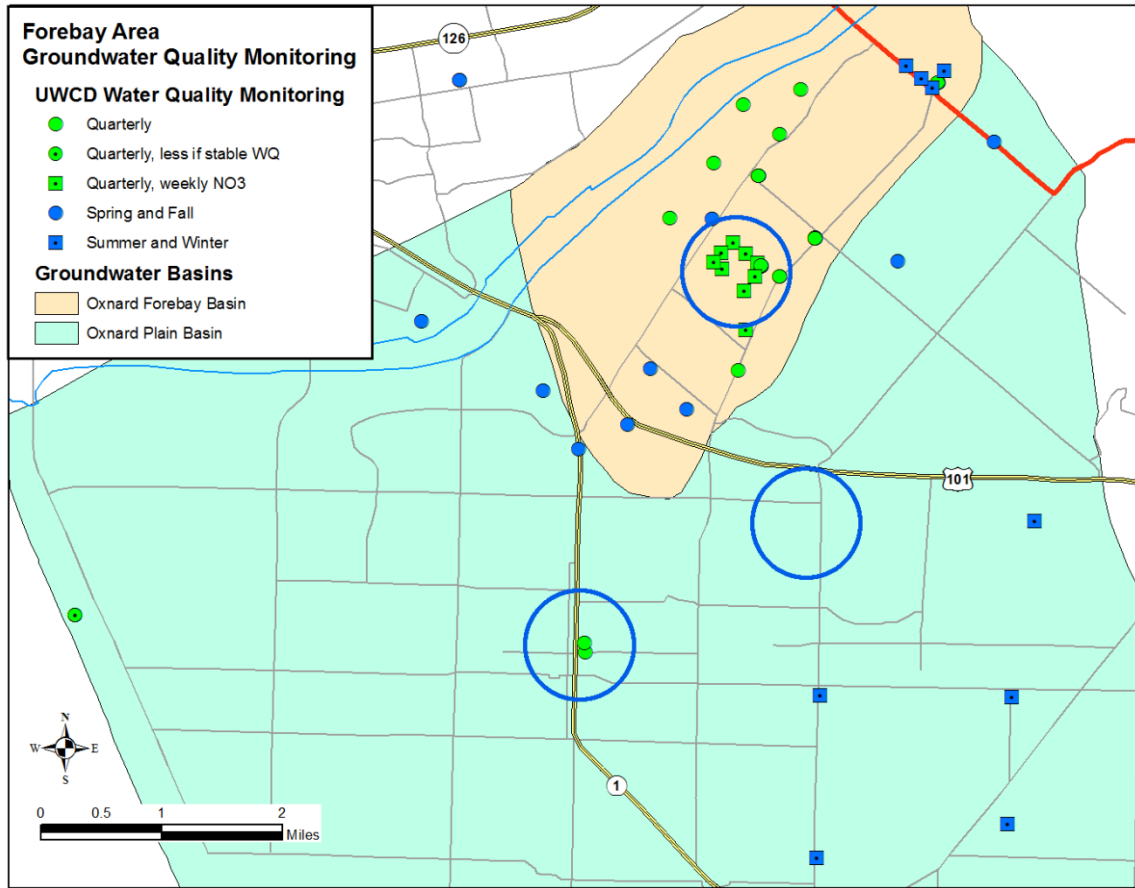 Forebay Area
Groundwater Quality Monitoring
UWCD Water Quality Monitoring
Quarterly
Quarterly, less if stable WQ
Quarterly, weekly NO3
Spring and Fall
Summer and Winter
Groundwater Basins
Oxnard Forebay Basin
Oxnard Plain Basin
126
101
1
N
W E
S
0 0.5 1 2
Miles